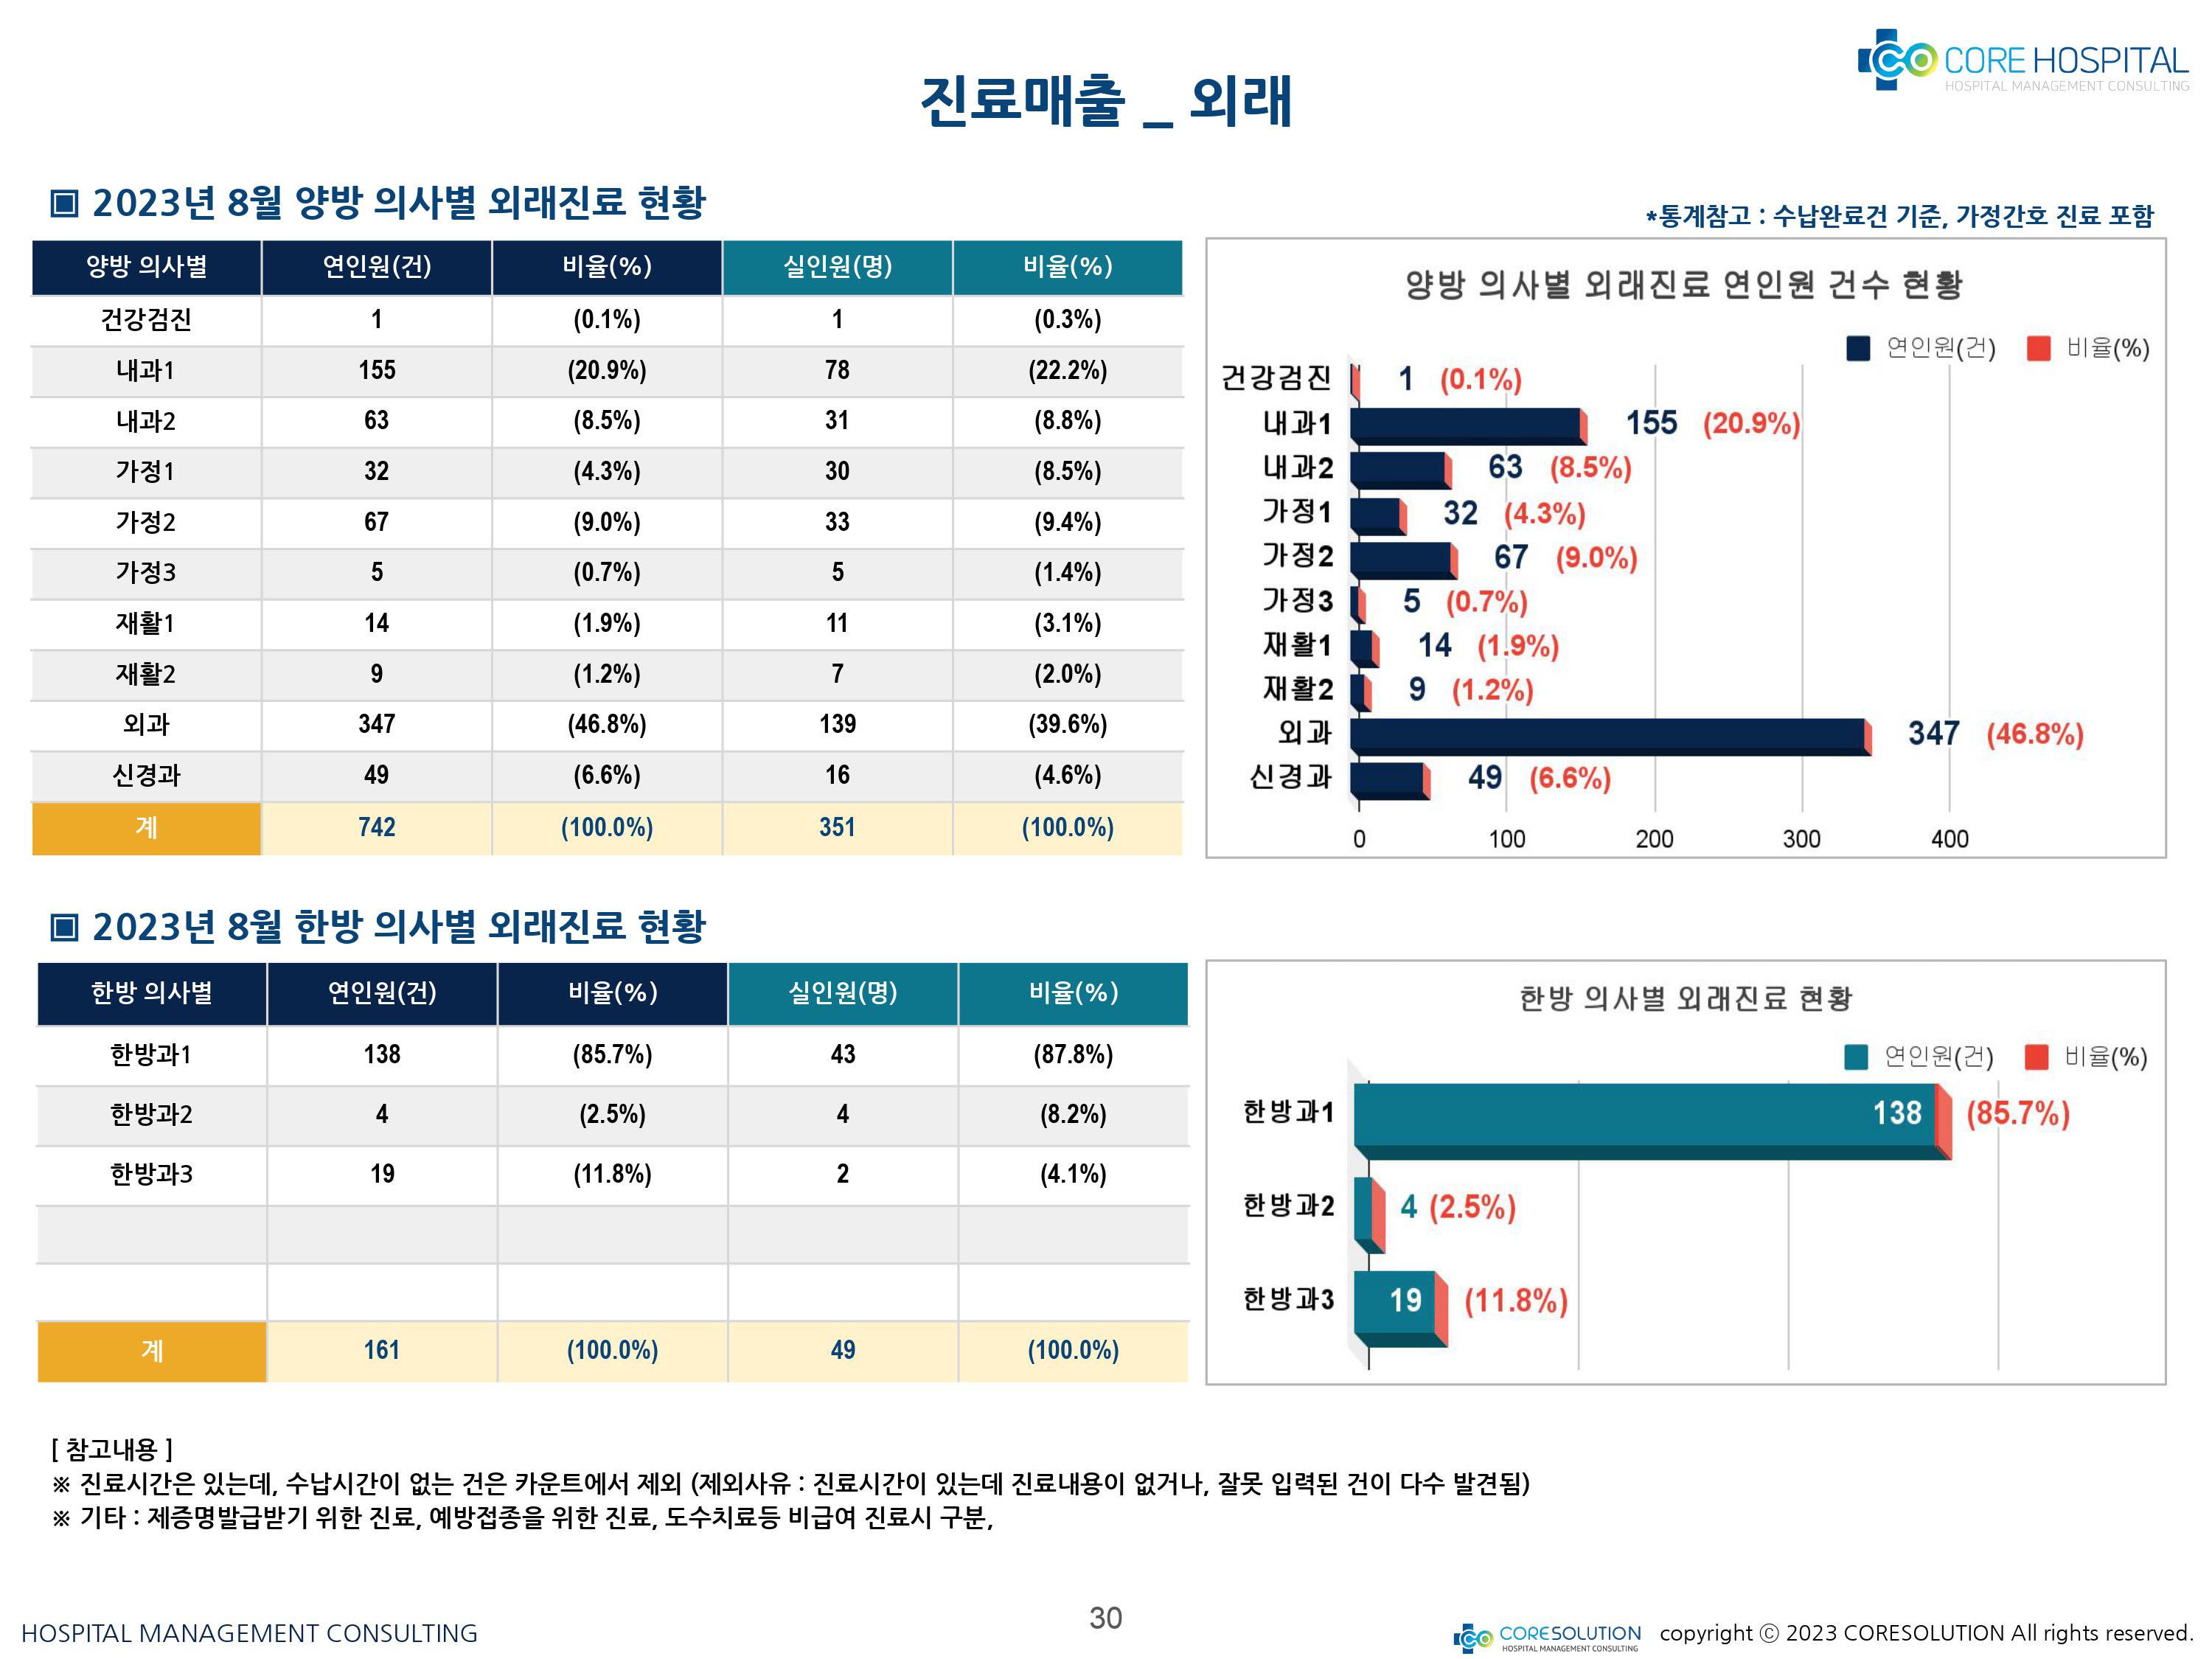 CO CORE HOSPITAL
HOSPITAL MANAGEMENT CONSULTING
진료매출 _ 외래
▣ 2023년 8월 양방 의사별 외래진료 현황
*통계참고 : 수납완료건 기준, 가정간호 진료 포함
양방 의사별 연인원(건) 비율(%) 실인원(명) 비율(%)
건강검진 1 (0.1%) 1 (0.3%)
내과1 155 (20.9%) 78 (22.2%)
내과2 63 (8.5%) 31 (8.8%)
가정1 32 (4.3%) 30 (8.5%)
가정2 67 (9.0%) 33 (9.4%)
가정3 5 (0.7%) 5 (1.4%)
재활1 14 (1.9%) 11 (3.1%)
재활2 9 (1.2%) 7 (2.0%)
외과 347 (46.8%) 139 (39.6%)
신경과 49 (6.6%) 16 (4.6%)
계 742 (100.0%) 351 (100.0%)
양방 의사별 외래진료 연인원 건수 현황
연인원(건) 비율(%)
건강검진 1 (0.1%)
내과1 155 (20.9%)
내과2 63 (8.5%)
가정1 32 (4.3%)
가정2 67 (9.0%)
가정3 5 (0.7%)
재활1 14 (1.9%)
재활2 9 (1.2%)
외과 347 (46.8%)
신경과 49 (6.6%)
0 100 200 300 400
▣ 2023년 8월 한방 의사별 외래진료 현황
한방 의사별 연인원(건) 비율(%) 실인원(명) 비율(%)
한방과1 138 (85.7%) 43 (87.8%)
한방과2 4 (2.5%) 4 (8.2%)
한방과3 19 (11.8%) 2 (4.1%)
계 161 (100.0%) 49 (100.0%)
한방 의사별 외래진료 현황
연인원(건) 비율(%)
한방과1 138 (85.7%)
한방과2 4 (2.5%)
한방과3 19 (11.8%)
[ 참고내용 ]
※ 진료시간은 있는데, 수납시간이 없는 건은 카운트에서 제외 (제외사유 : 진료시간이 있는데 진료내용이 없거나, 잘못 입력된 건이 다수 발견됨)
※ 기타 : 제증명발급받기 위한 진료, 예방접종을 위한 진료, 도수치료등 비급여 진료시 구분,
HOSPITAL MANAGEMENT CONSULTING
30
CO CORESOLUTION
HOSPITAL MANAGEMENT CONSULTING
copyright ⓒ 2023 CORESOLUTION All rights reserved.